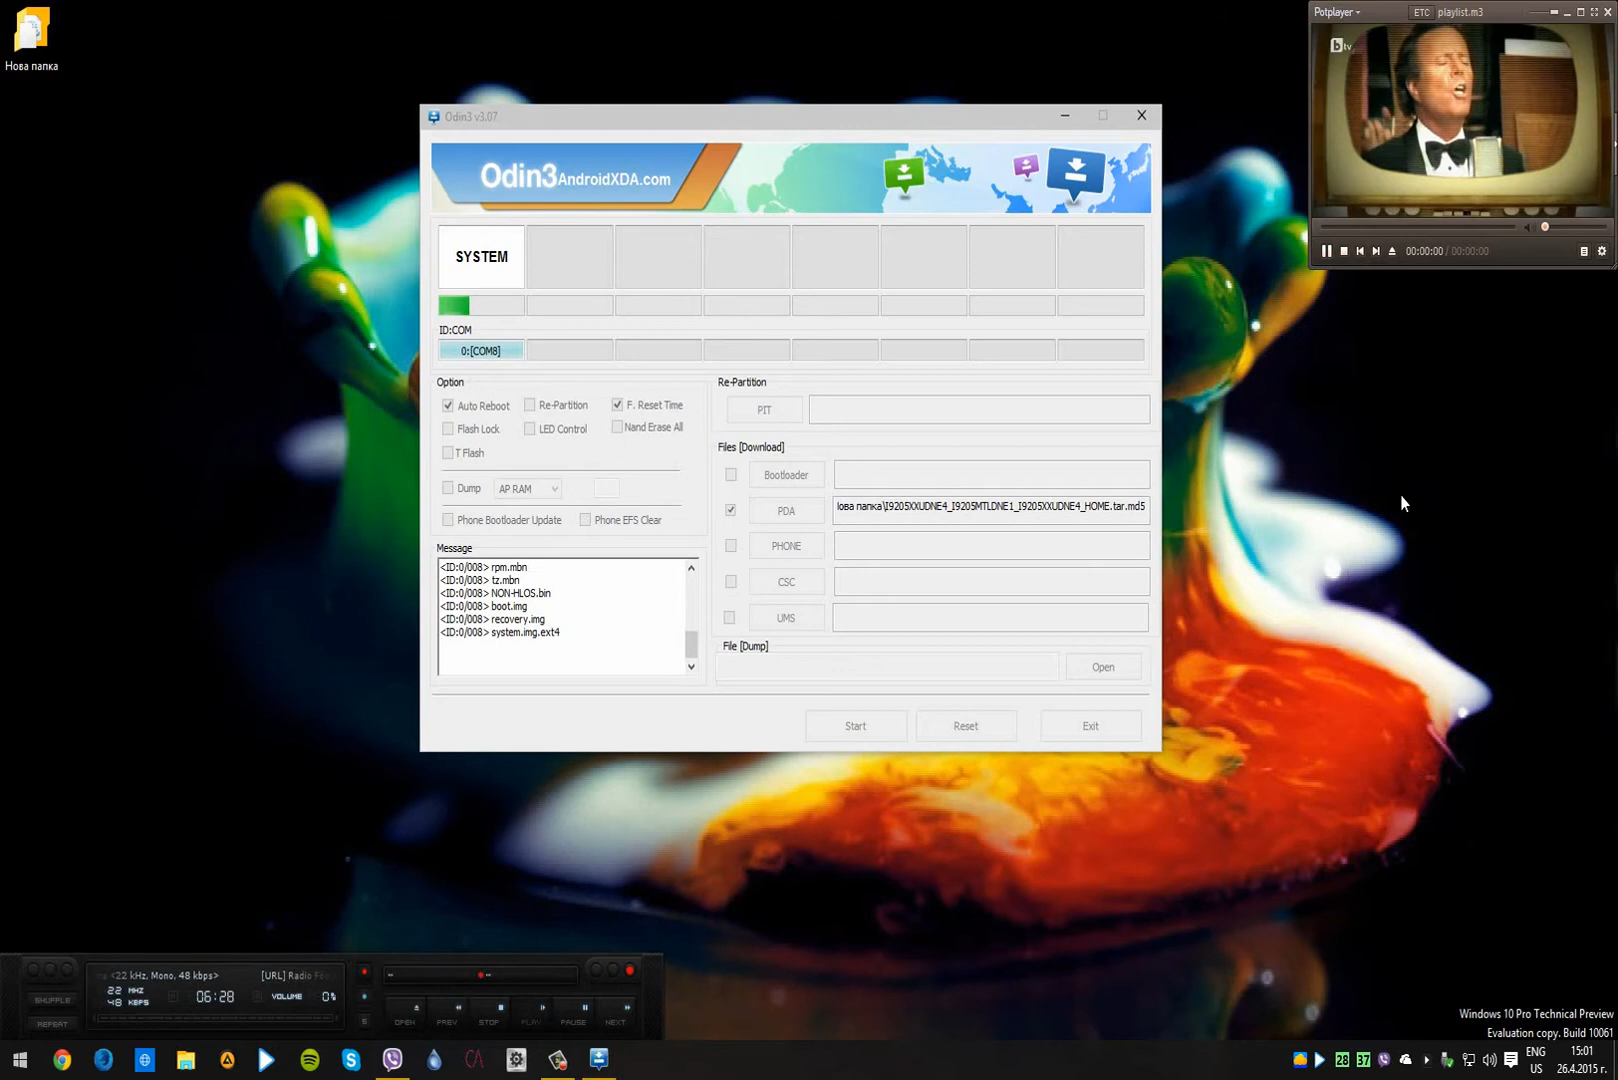 Нова папка
Potplayer
ETC
playlist.m3
b tv
00:00:00 / 00:00:00
Odin3 v3.07
Odin3 AndroidXDA.com
SYSTEM
ID:COM
0:[COM8]
Option
Auto Reboot
Re-Partition
F. Reset Time
Flash Lock
LED Control
Nand Erase All
T Flash
Dump
AP RAM
Phone Bootloader Update
Phone EFS Clear
Message
<ID:0/008> rpm.mbn
<ID:0/008> tz.mbn
<ID:0/008> NON-HLOS.bin
<ID:0/008> boot.img
<ID:0/008> recovery.img
<ID:0/008> system.img.ext4
Re-Partition
PIT
Files [Download]
Bootloader
PDA
папка\I9205XXUDNE4_I9205MTLDNE1_I9205XXUDNE4_HOME.tar.md5
PHONE
CSC
UMS
File [Dump]
Open
Start
Reset
Exit
SHUFFLE
REPEAT
<22 kHz, Mono, 48 kbps>
[URL] Radio
22 MHZ
48 KBPS
06:28
VOLUME
0%
OPEN
PREV
STOP
PLAY
PAUSE
NEXT
Windows 10 Pro Technical Preview
Evaluation copy. Build 10061
28
37
ENG
US
15:01
26.4.2015 г.